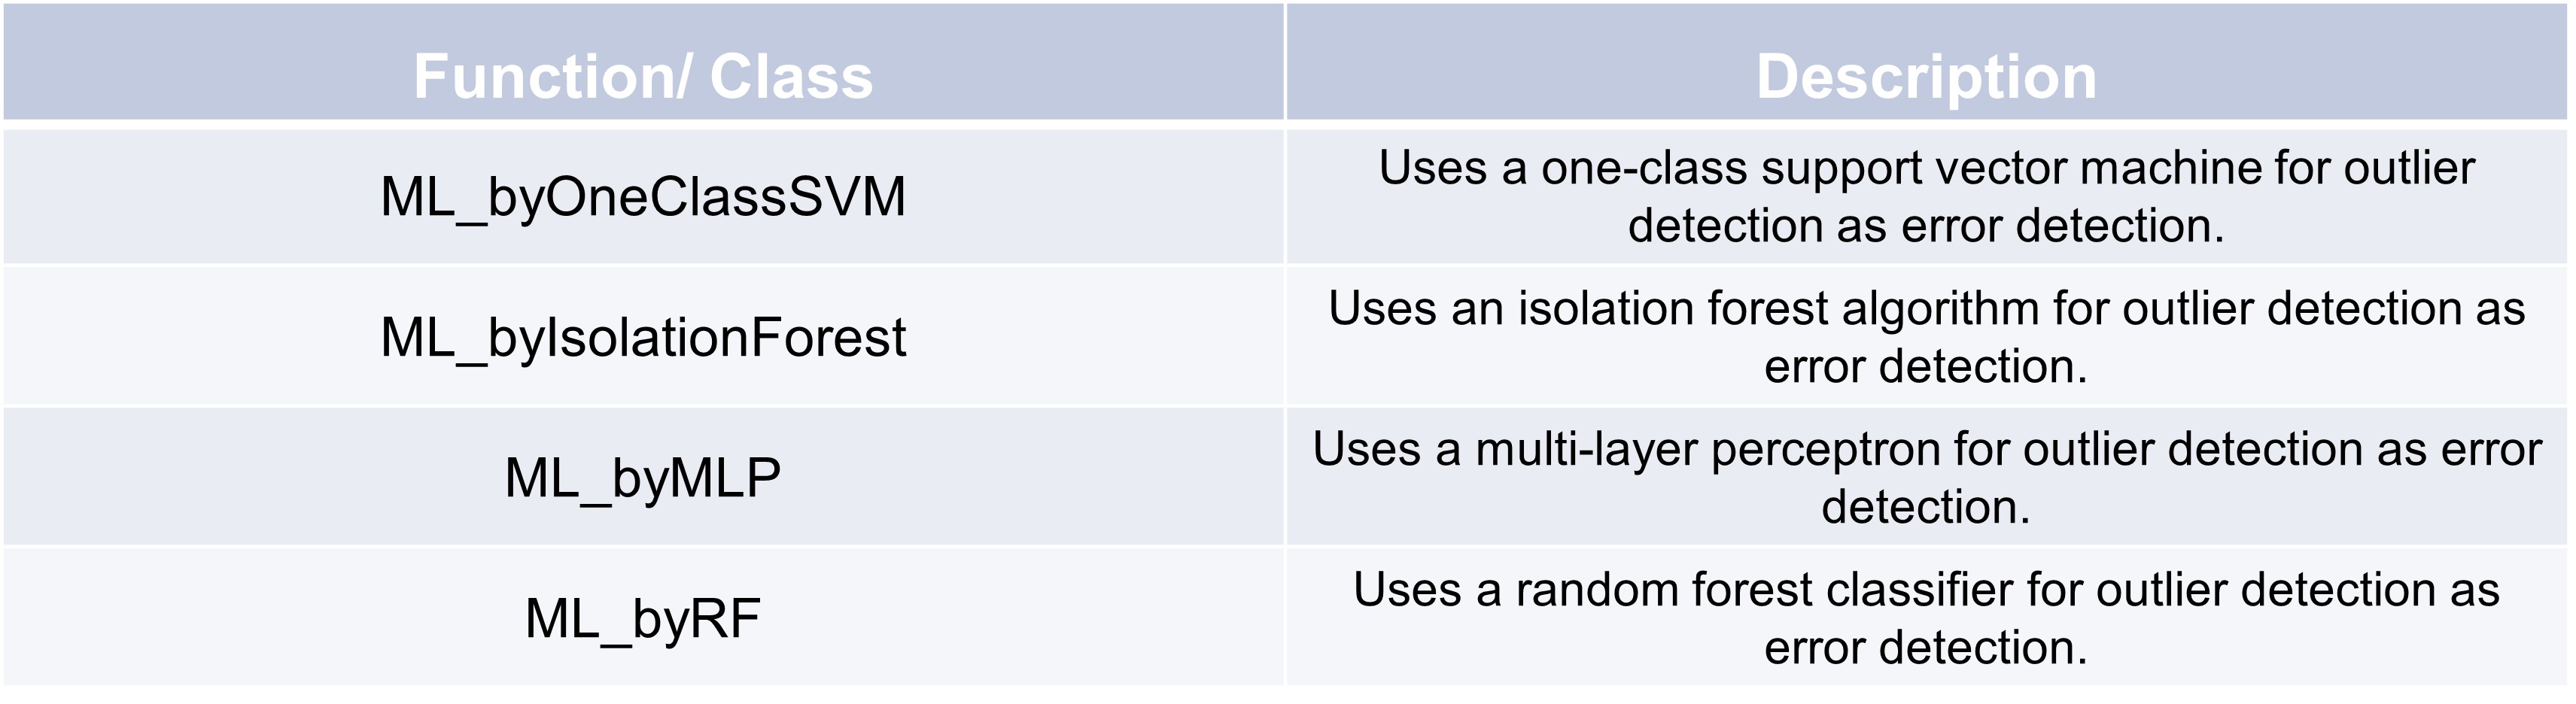 Function/ Class
Description
ML_byOneClassSVM
Uses a one-class support vector machine for outlier
detection as error detection.
ML_byIsolationForest
Uses an isolation forest algorithm for outlier detection as
error detection.
ML_byMLP
Uses a multi-layer perceptron for outlier detection as error
detection.
ML_byRF
Uses a random forest classifier for outlier detection as
error detection.